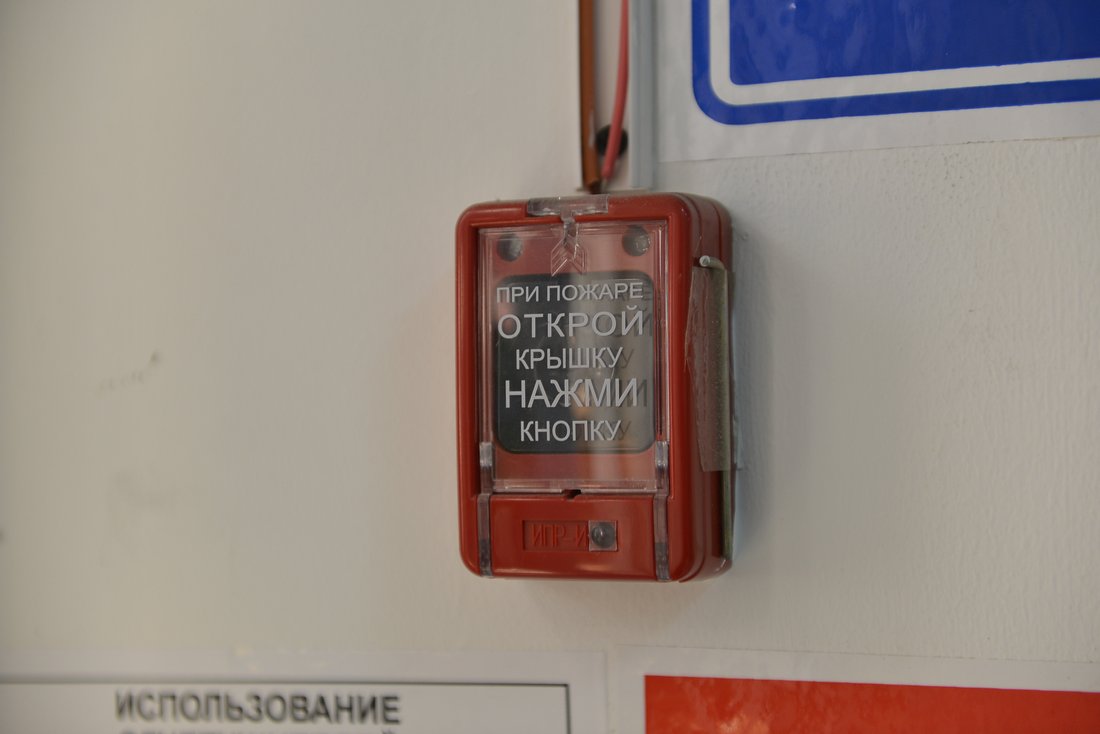 ПРИ ПОЖАРЕ
ОТКРОЙ
КРЫШКУ
НАЖМИ
КНОПКУ
ИПР-И
ИСПОЛЬЗОВАНИЕ